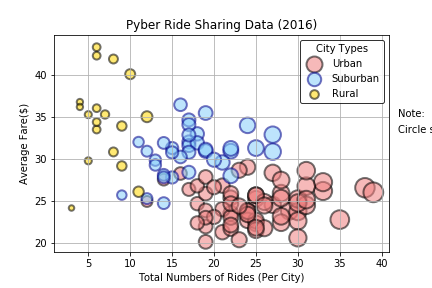 Pyber Ride Sharing Data (2016)
City Types
Urban
Suburban
Rural
Note:
Circle s
Average Fare($)
40
35
30
25
20
5 10 15 20 25 30 35 40
Total Numbers of Rides (Per City)